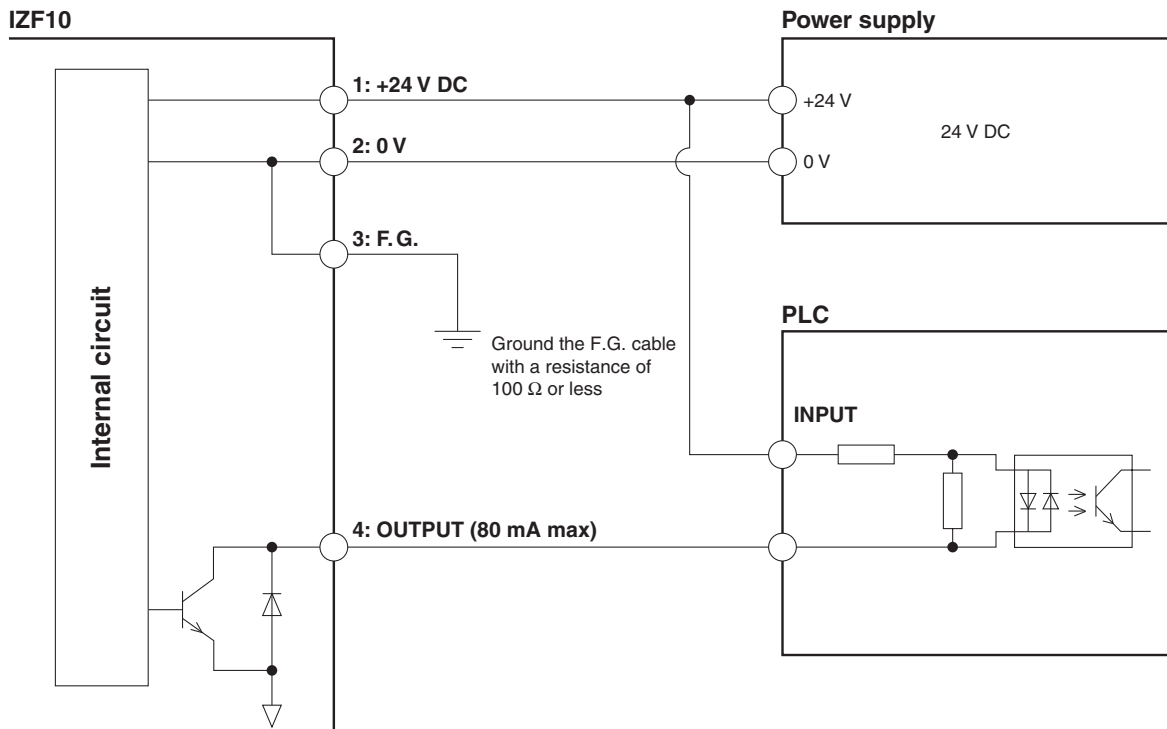 IZF10
Power supply
1: +24 V DC
+24 V
24 V DC
2: 0 V
0 V
3: F. G.
Ground the F.G. cable
with a resistance of
100 Ω or less
Internal circuit
PLC
INPUT
4: OUTPUT (80 mA max)